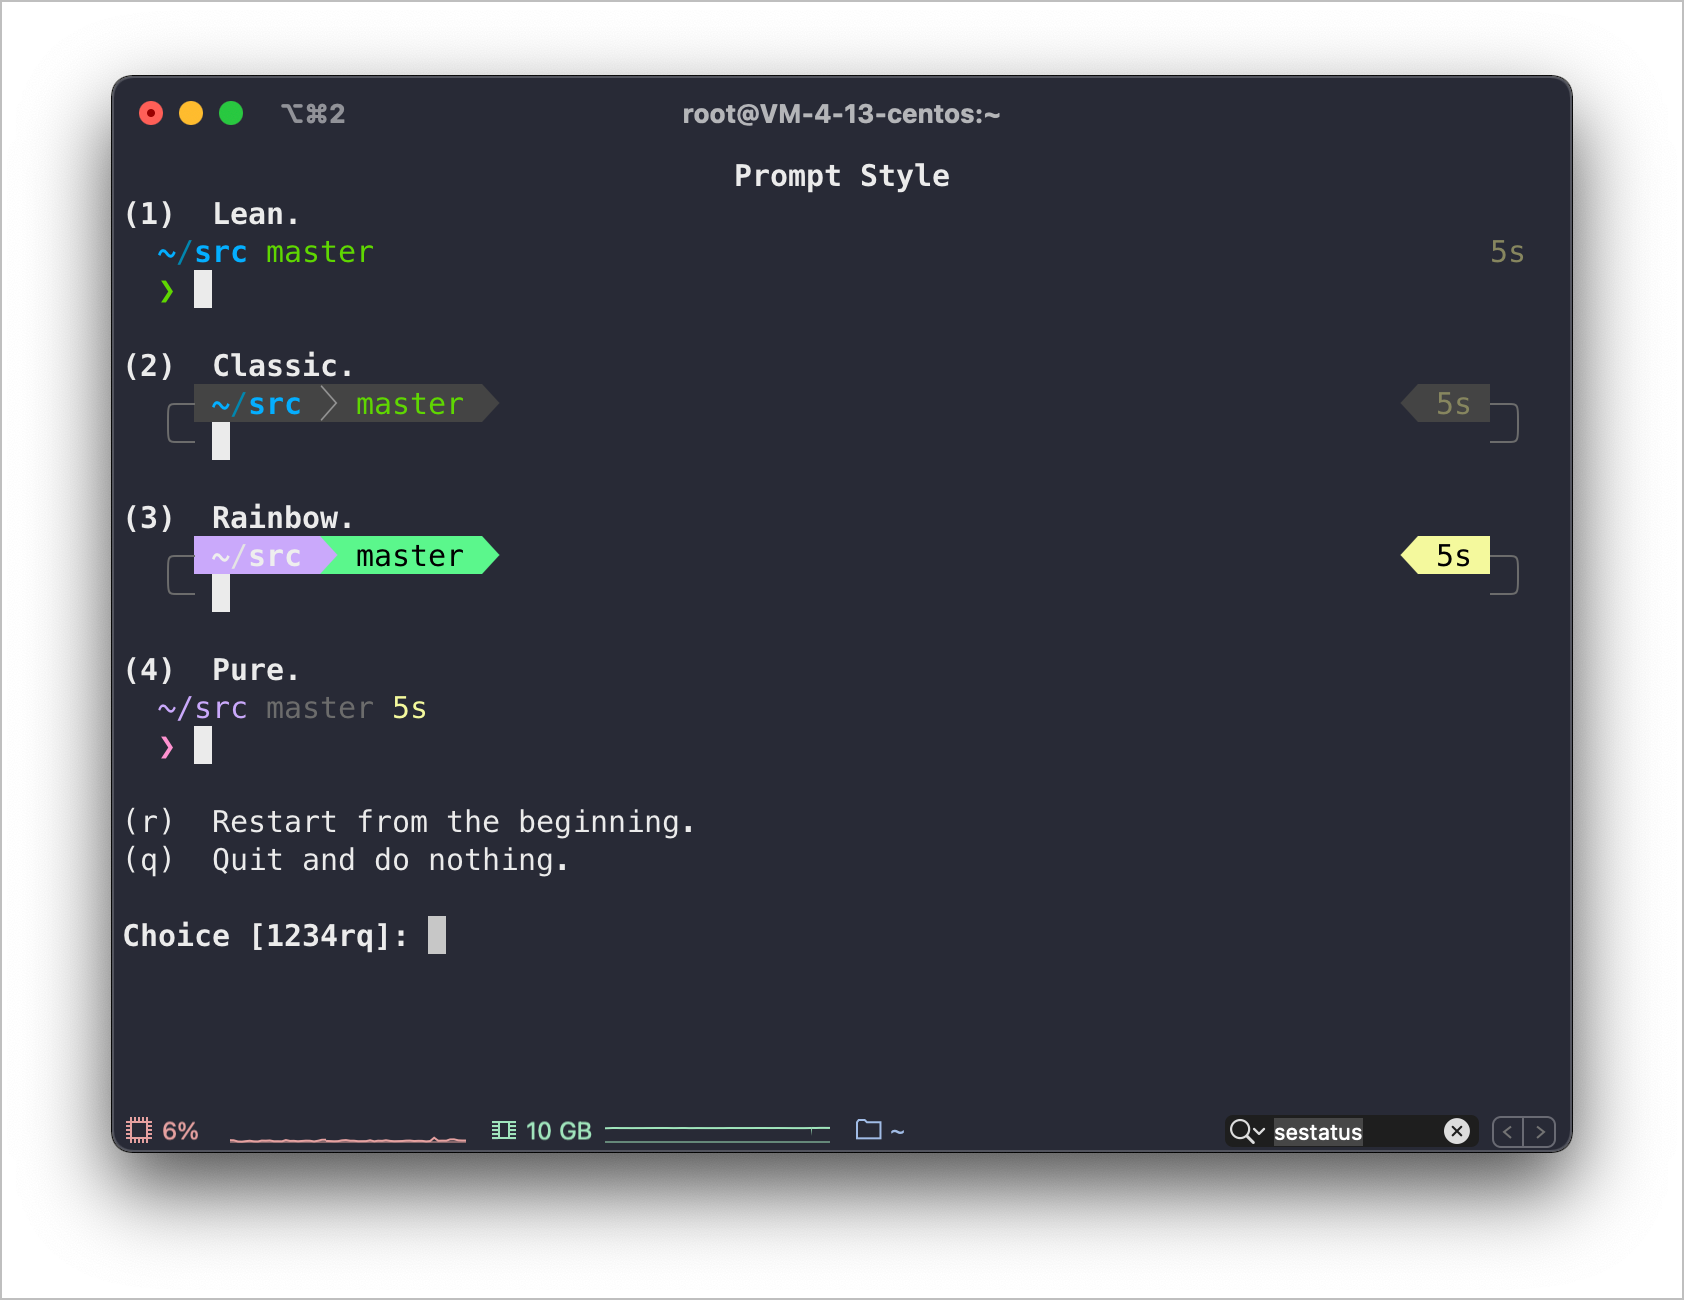 ⌥⌘2 root@VM-4-13-centos:~
Prompt Style
(1) Lean.
~/src master 5s
❯
(2) Classic.
~/src master 5s
(3) Rainbow.
~/src master 5s
(4) Pure.
~/src master 5s
❯
(r) Restart from the beginning.
(q) Quit and do nothing.
Choice [1234rq]:
6% 10 GB ~ sestatus